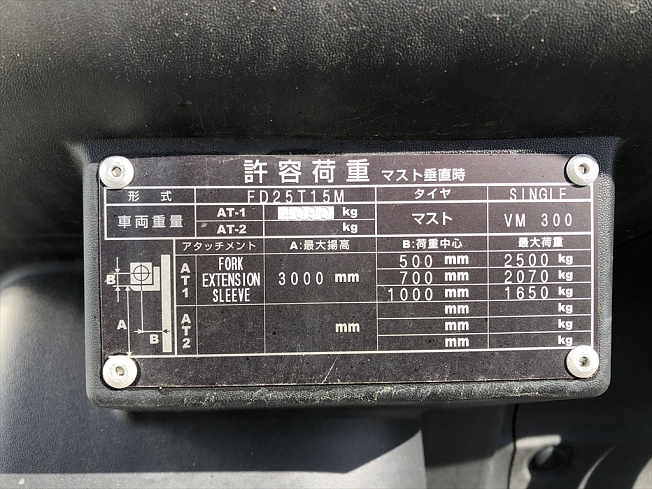 許容荷重 マスト垂直時
形式 FD25T15M タイヤ SINGLE
車両重量 AT-1 kg マスト VM 300
AT-2 kg
アタッチメント A:最大揚高 B:荷重中心 最大荷重
AT1 FORK EXTENSION SLEEVE 3000 mm 500 mm 2500 kg
700 mm 2070 kg
1000 mm 1650 kg
AT2 mm mm kg
mm kg
mm kg
B
A
B